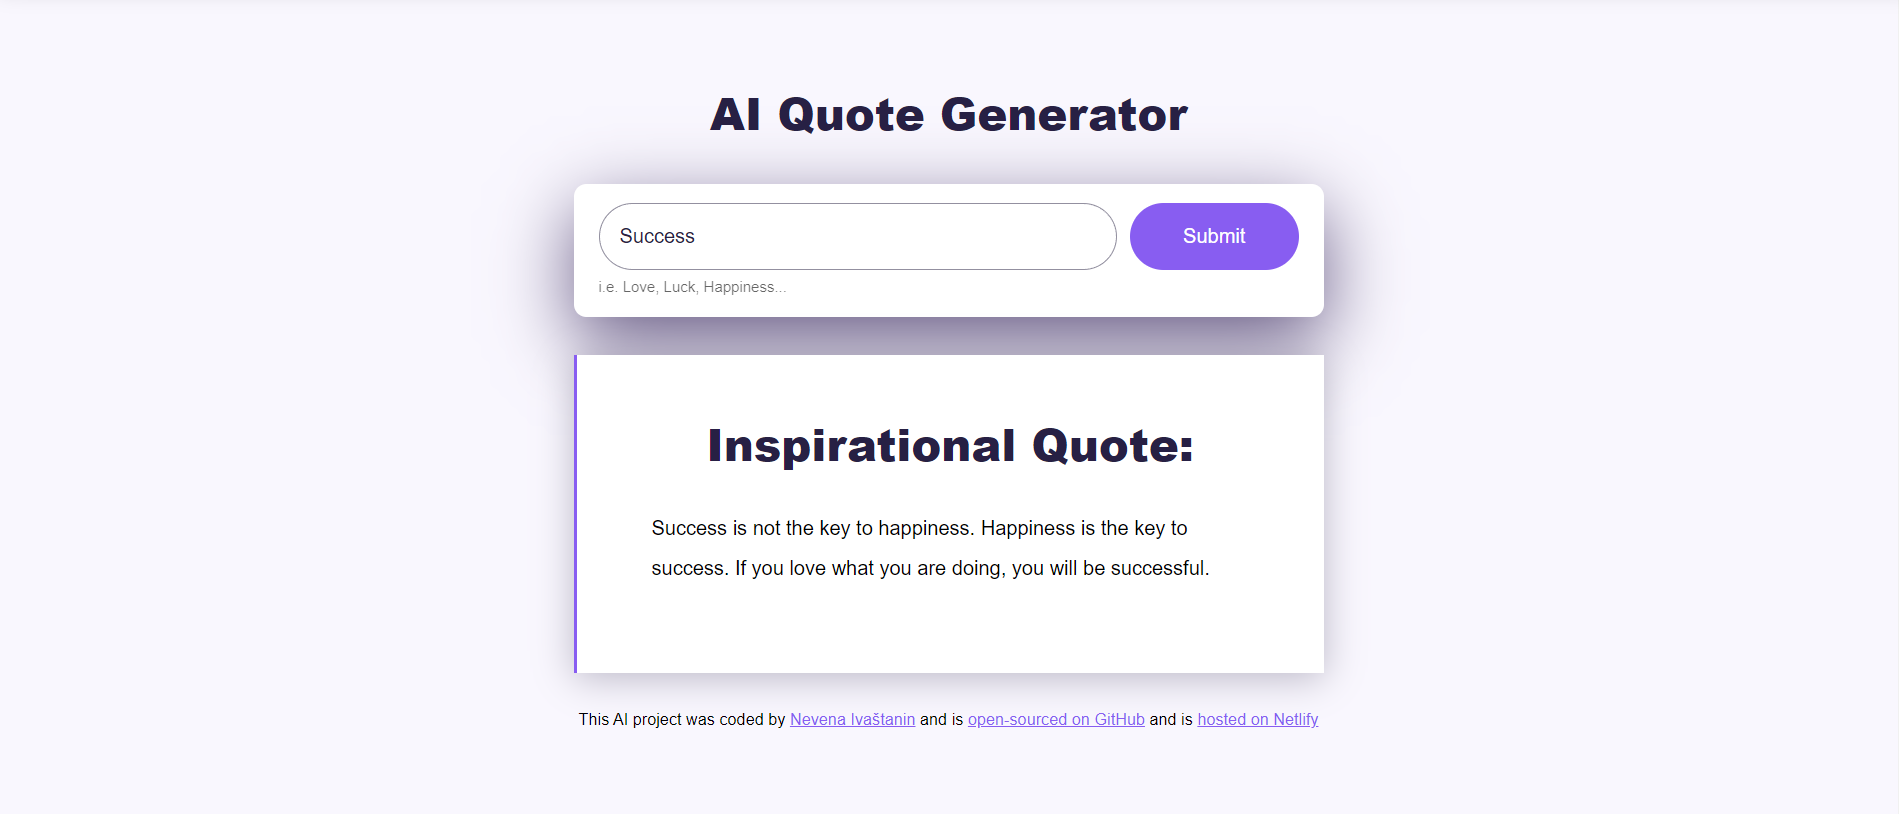 AI Quote Generator
Success
Submit
i.e. Love, Luck, Happiness...
Inspirational Quote:
Success is not the key to happiness. Happiness is the key to
success. If you love what you are doing, you will be successful.
This AI project was coded by Nevena Ivaštanin and is open-sourced on GitHub and is hosted on Netlify